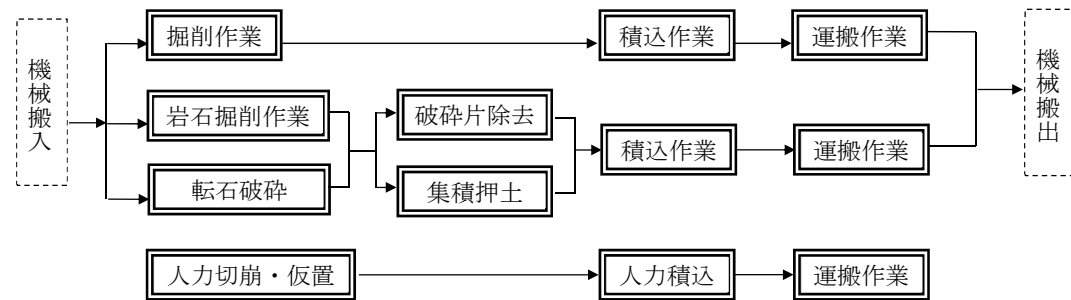 機械搬入
掘削作業
積込作業
運搬作業
機械搬出
岩石掘削作業
破砕片除去
積込作業
運搬作業
転石破砕
集積押土
人力切崩・仮置
人力積込
運搬作業